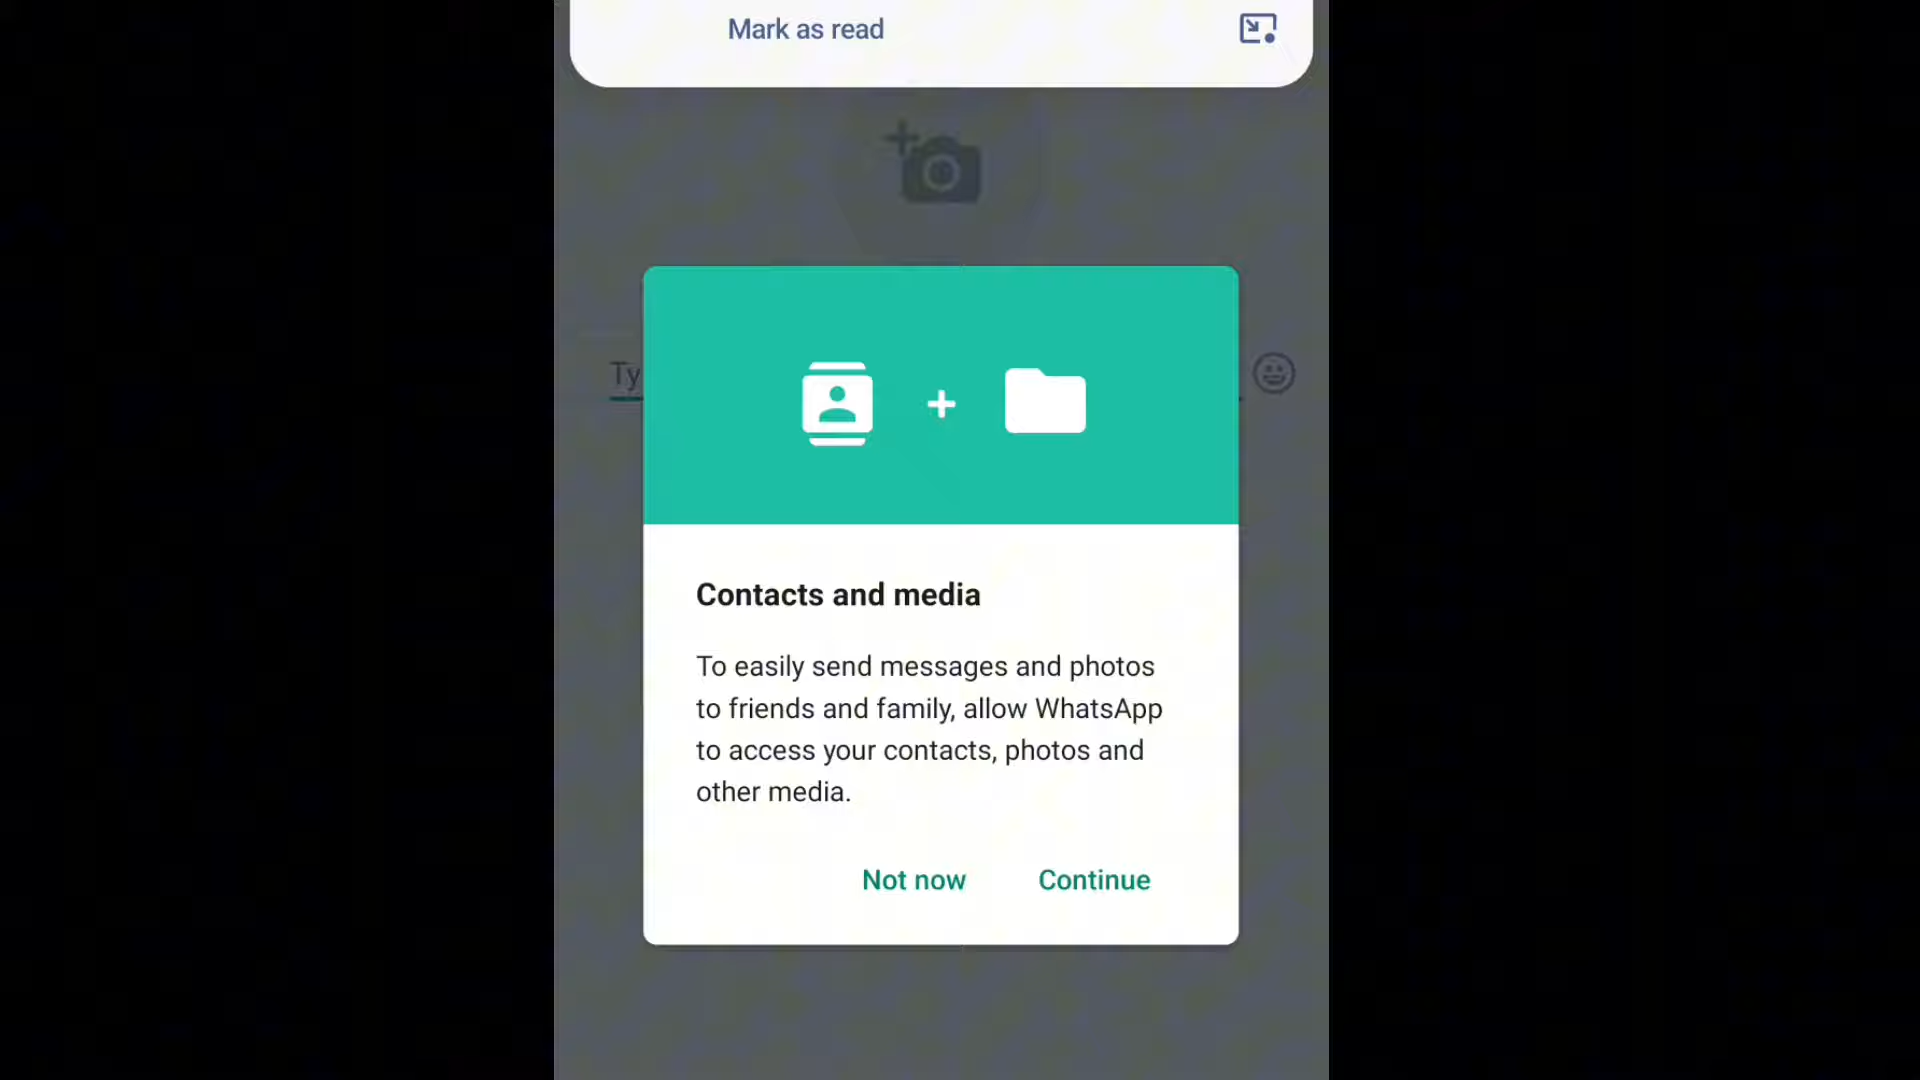 Mark as read
Ty
Contacts and media
To easily send messages and photos
to friends and family, allow WhatsApp
to access your contacts, photos and
other media.
Not now Continue